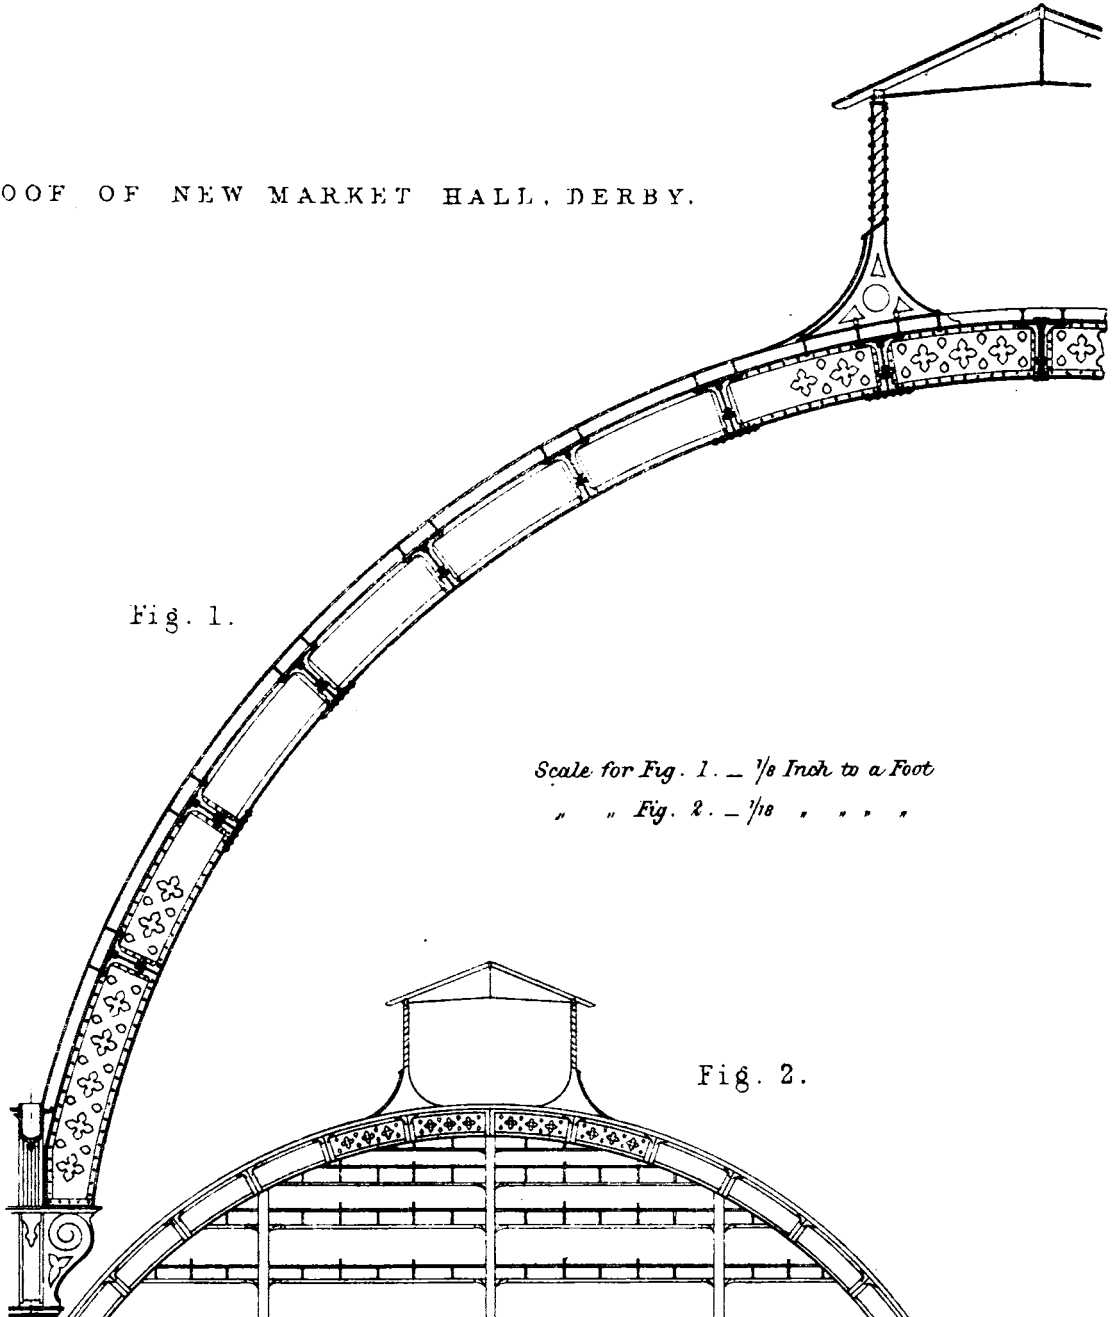 OOF OF NEW MARKET HALL, DERBY.
Fig. 1.
Scale for Fig. 1. — 1/8 Inch to a Foot
„ „ Fig. 2. — 1/18 „ „ „ „
Fig. 2.